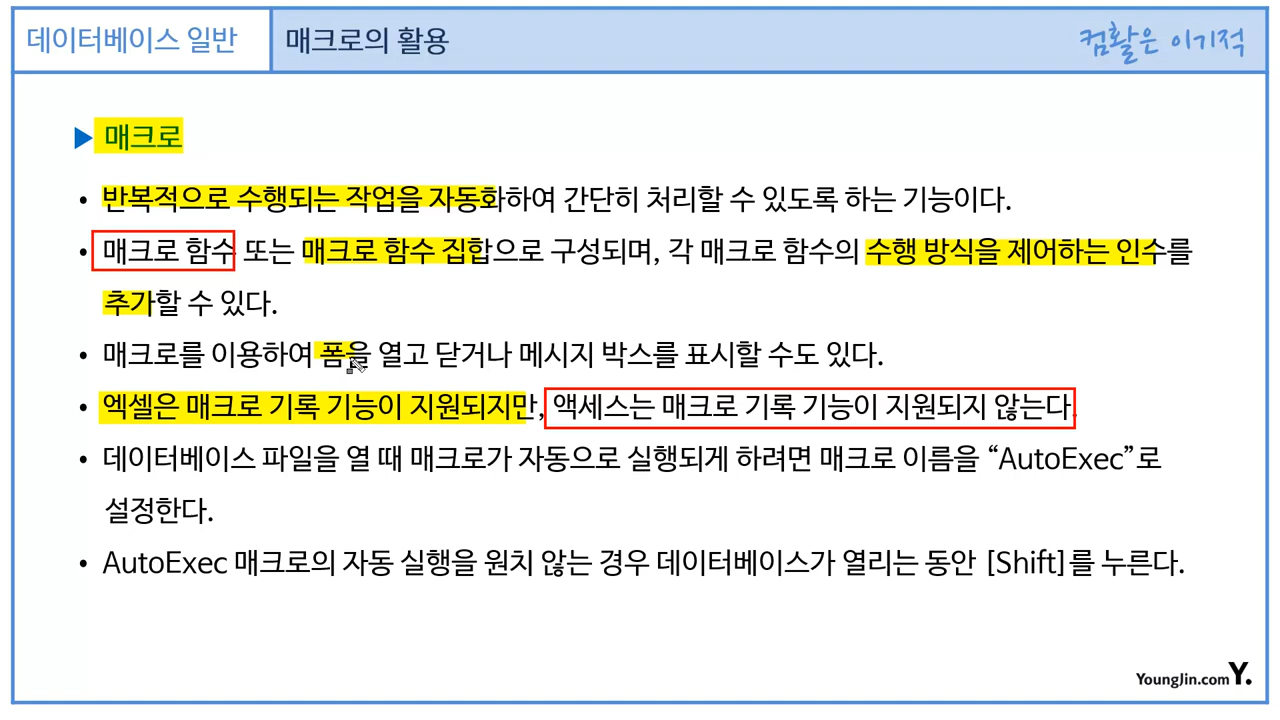 데이터베이스 일반
매크로의 활용
컴활은 이기적
▶ 매크로
• 반복적으로 수행되는 작업을 자동화하여 간단히 처리할 수 있도록 하는 기능이다.
• 매크로 함수 또는 매크로 함수 집합으로 구성되며, 각 매크로 함수의 수행 방식을 제어하는 인수를
추가할 수 있다.
• 매크로를 이용하여 폼을 열고 닫거나 메시지 박스를 표시할 수도 있다.
• 엑셀은 매크로 기록 기능이 지원되지만, 액세스는 매크로 기록 기능이 지원되지 않는다.
• 데이터베이스 파일을 열 때 매크로가 자동으로 실행되게 하려면 매크로 이름을 “AutoExec”로
설정한다.
• AutoExec 매크로의 자동 실행을 원치 않는 경우 데이터베이스가 열리는 동안 [Shift]를 누른다.
YoungJin.com Y.